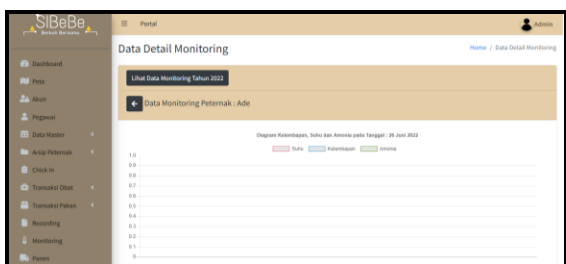 SIBeBe
Berkah Bersama
Portal
Admin
Data Detail Monitoring
Home / Data Detail Monitoring
Dashboard
Peta
Akun
Pegawai
Data Master
Arsip Peternak
Chick In
Transaksi Obat
Transaksi Pakan
Recording
Monitoring
Panen
Lihat Data Monitoring Tahun 2022
Data Monitoring Peternak : Ade
Diagram Kelembapan, Suhu dan Amonia pada Tanggal : 26 Juni 2022
Suhu Kelembapan Amonia
1.0
0.9
0.8
0.7
0.6
0.5
0.4
0.3
0.2
0.1
0